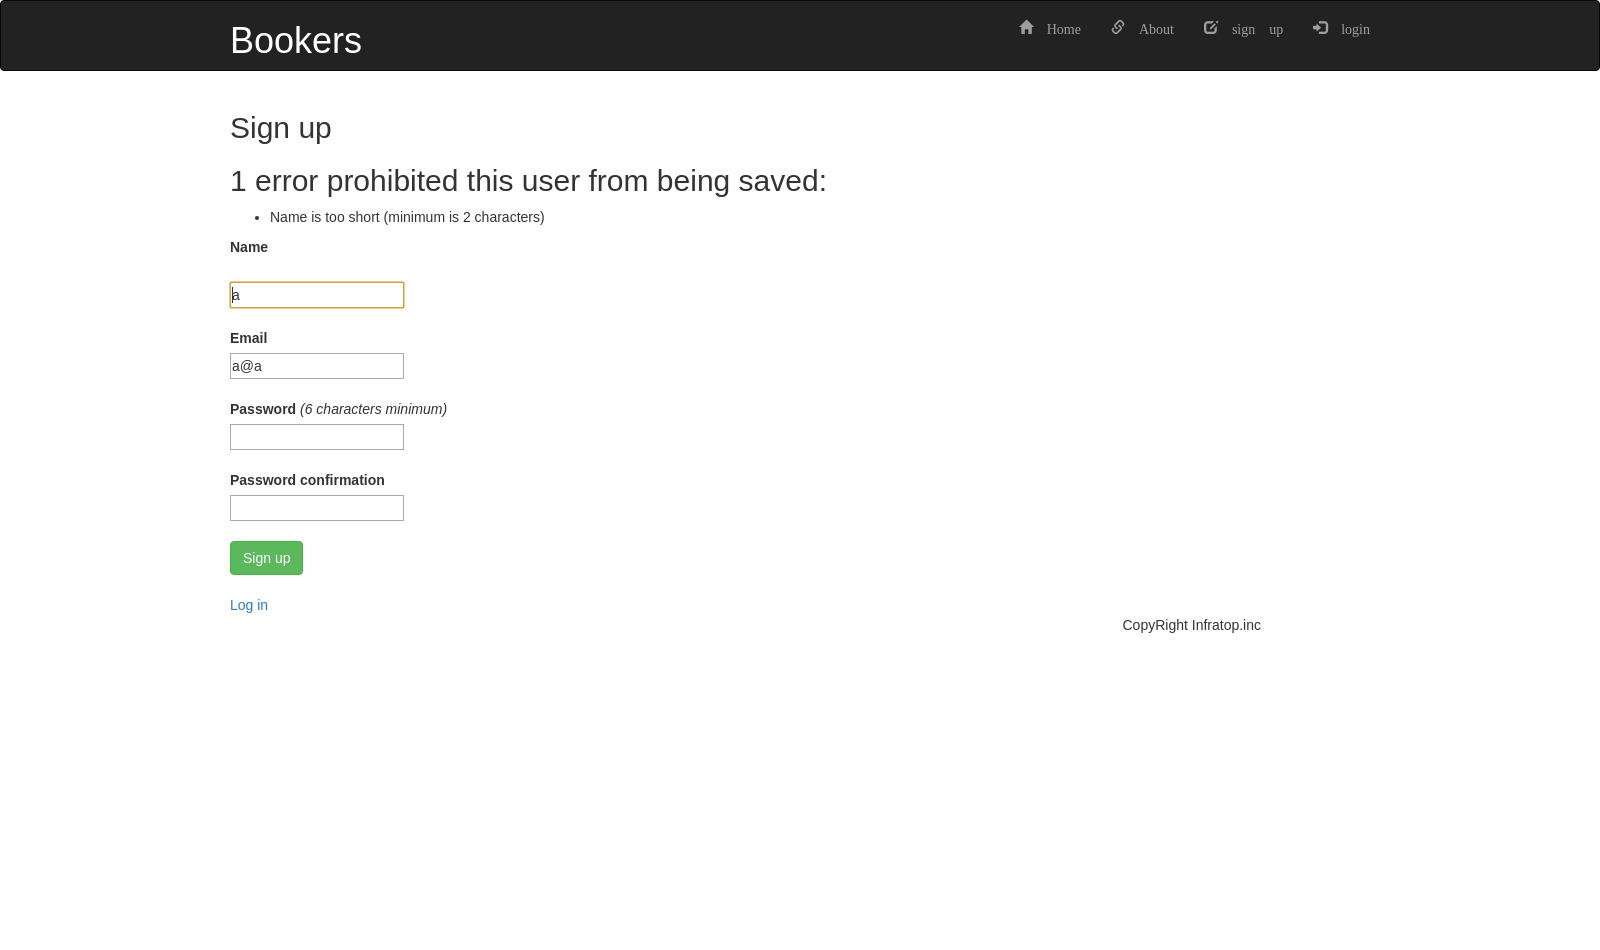 Bookers
Home About sign up login
Sign up
1 error prohibited this user from being saved:
Name is too short (minimum is 2 characters)
Name
a
Email
a@a
Password (6 characters minimum)
Password confirmation
Sign up
Log in
CopyRight Infratop.inc